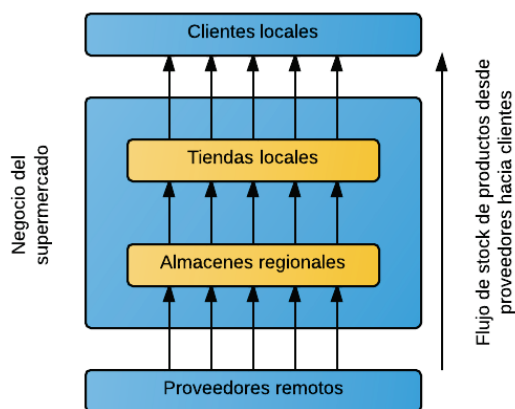 Clientes locales
Negocio del
supermercado
Tiendas locales
Almacenes regionales
Flujo de stock de productos desde
proveedores hacia clientes
Proveedores remotos